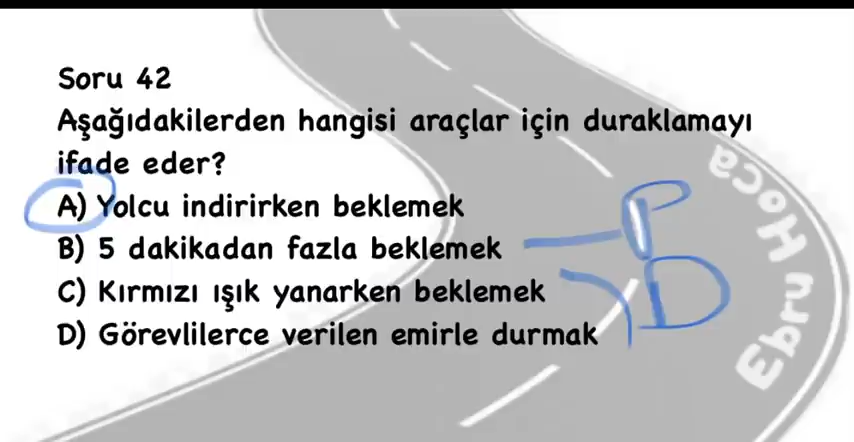 Soru 42
Aşağıdakilerden hangisi araçlar için duraklamayı
ifade eder?
A) Yolcu indirirken beklemek
B) 5 dakikadan fazla beklemek
P
C) Kırmızı ışık yanarken beklemek
D) Görevlilerce verilen emirle durmak
D
Ebru Hoca